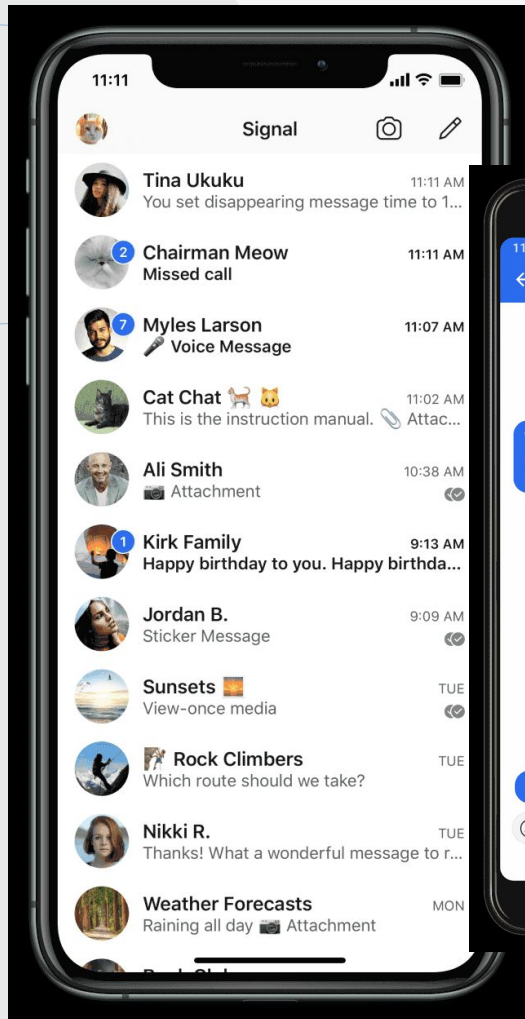 11:11
Signal
Tina Ukuku 11:11 AM
You set disappearing message time to 1...
2 Chairman Meow 11:11 AM
Missed call
7 Myles Larson 11:07 AM
🎤 Voice Message
Cat Chat 🐈 🐱 11:02 AM
This is the instruction manual. 📎 Attac...
Ali Smith 10:38 AM
📷 Attachment
1 Kirk Family 9:13 AM
Happy birthday to you. Happy birthda...
Jordan B. 9:09 AM
Sticker Message
Sunsets 🌅 TUE
View-once media
🧗 Rock Climbers TUE
Which route should we take?
Nikki R. TUE
Thanks! What a wonderful message to r...
Weather Forecasts MON
Raining all day 📷 Attachment